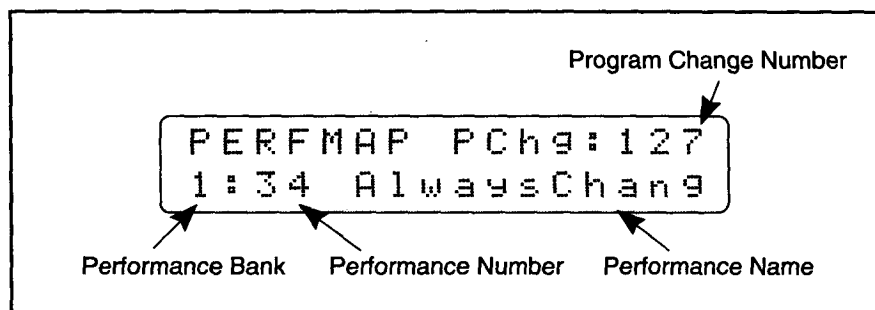 Program Change Number
PERFMAP PChg:127
1:34 AlwaysChang
Performance Bank Performance Number Performance Name